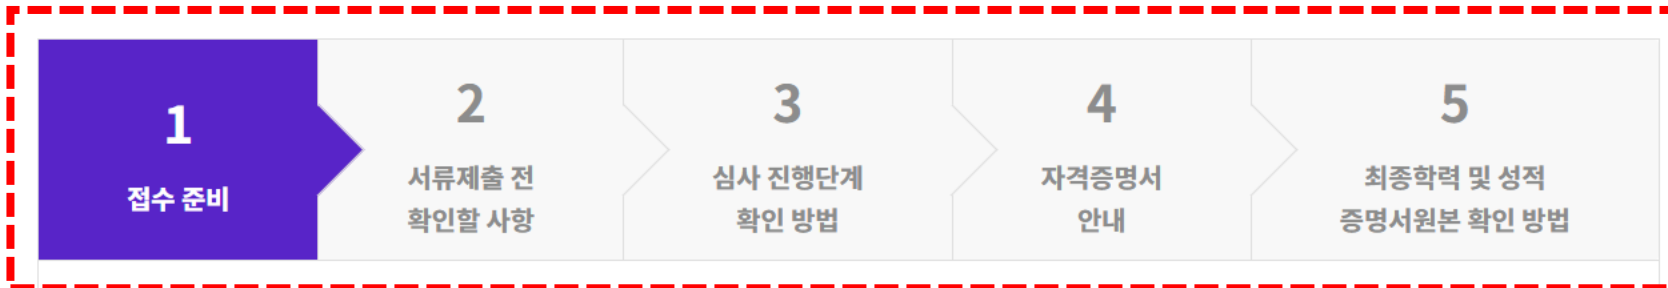 1
접수 준비
2
서류제출 전
확인할 사항
3
심사 진행단계
확인 방법
4
자격증명서
안내
5
최종학력 및 성적
증명서원본 확인 방법